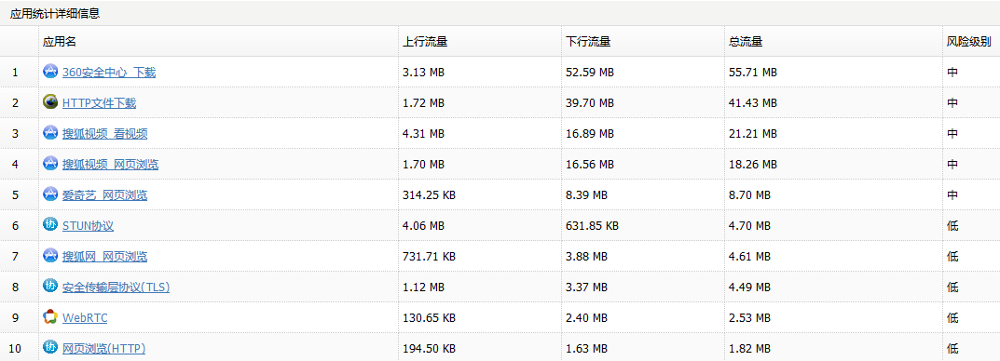 应用统计详细信息
应用名 上行流量 下行流量 总流量 风险级别
1 360安全中心_下载 3.13 MB 52.59 MB 55.71 MB 中
2 HTTP文件下载 1.72 MB 39.70 MB 41.43 MB 中
3 搜狐视频_看视频 4.31 MB 16.89 MB 21.21 MB 中
4 搜狐视频_网页浏览 1.70 MB 16.56 MB 18.26 MB 中
5 爱奇艺_网页浏览 314.25 KB 8.39 MB 8.70 MB 中
6 协 STUN协议 4.06 MB 631.85 KB 4.70 MB 低
7 搜狐网_网页浏览 731.71 KB 3.88 MB 4.61 MB 低
8 协 安全传输层协议(TLS) 1.12 MB 3.37 MB 4.49 MB 低
9 WebRTC 130.65 KB 2.40 MB 2.53 MB 低
10 协 网页浏览(HTTP) 194.50 KB 1.63 MB 1.82 MB 低